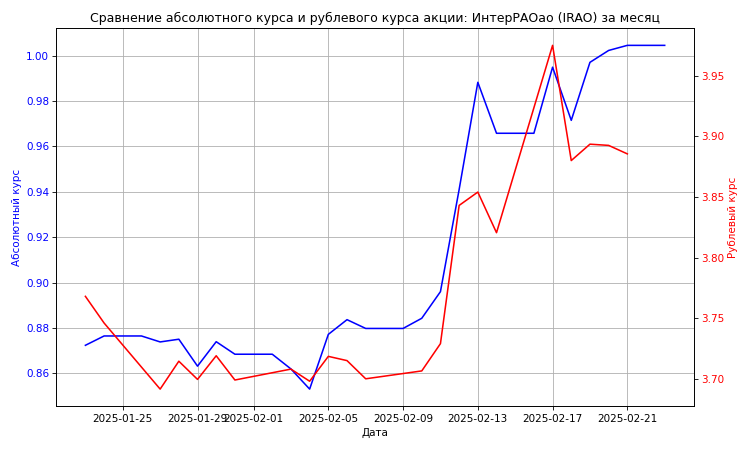 Сравнение абсолютного курса и рублевого курса акции: ИнтерРАОао (IRAO) за месяц
1.00
0.98
0.96
0.94
0.92
0.90
0.88
0.86
Абсолютный курс
3.95
3.90
3.85
3.80
3.75
3.70
Рублевый курс
2025-01-25 2025-01-29 2025-02-01 2025-02-05 2025-02-09 2025-02-13 2025-02-17 2025-02-21
Дата